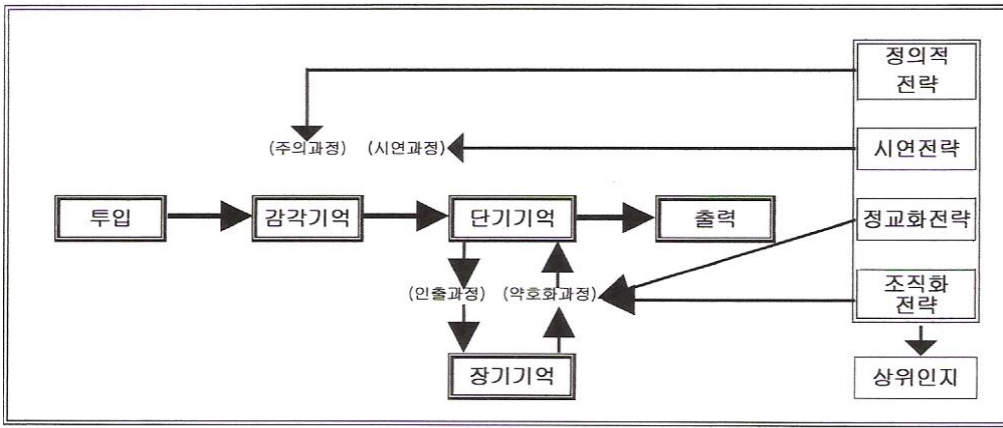 정의적
전략
(주의과정) (시연과정)
시연전략
투입
감각기억
단기기억
출력
정교화전략
(인출과정) (약호화과정)
조직화
전략
장기기억
상위인지